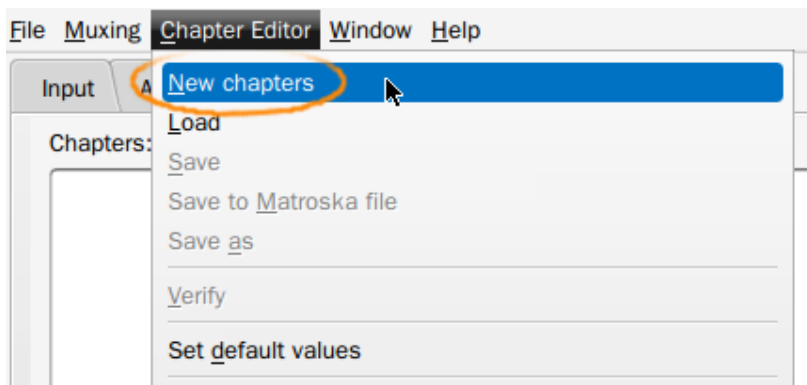 File Muxing Chapter Editor Window Help
Input A New chapters
Load
Chapters:
Save
Save to Matroska file
Save as
Verify
Set default values